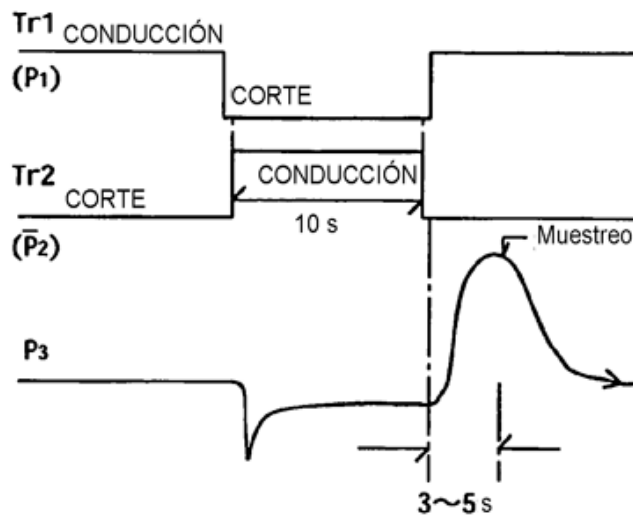 Tr1 CONDUCCIÓN
(P1)
CORTE
Tr2 CORTE
CONDUCCIÓN
10 s
(P̅2)
Muestreo
P3
3～5 s